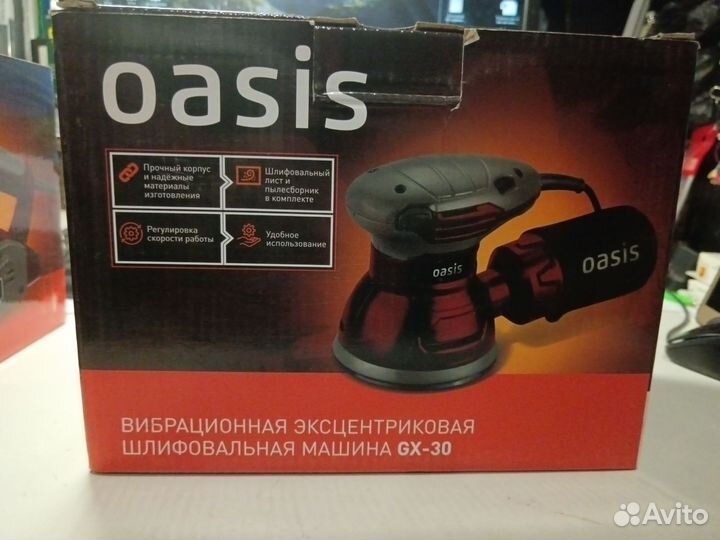 oasis
Прочный корпус
и надёжные
материалы
изготовления
Шлифовальный
лист и
пылесборник
в комплекте
Регулировка
скорости работы
Удобное
использование
oasis
oasis
ВИБРАЦИОННАЯ ЭКСЦЕНТРИКОВАЯ
ШЛИФОВАЛЬНАЯ МАШИНА GX-30
Avito